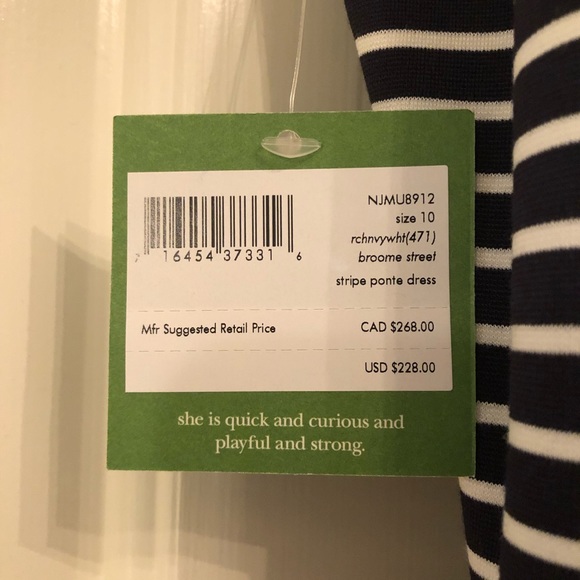 NJMU8912
size 10
rchnvywht(471)
broome street
stripe ponte dress
7 16454 37331 6
Mfr Suggested Retail Price CAD $268.00
USD $228.00
she is quick and curious and
playful and strong.